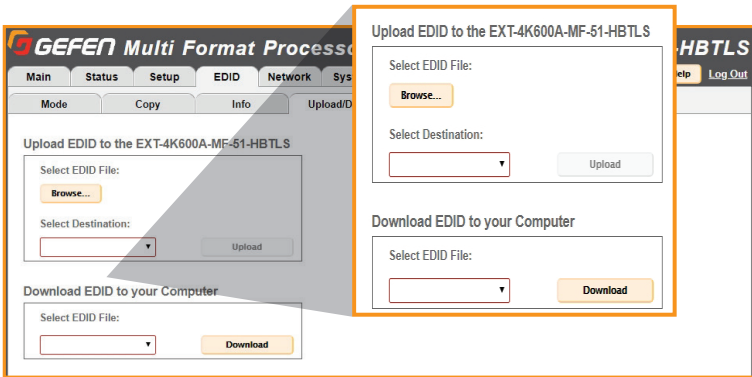 GEFEN Multi Format Processo
-HBTLS
Main Status Setup EDID Network Sys
elp Log Out
Mode Copy Info Upload/D
Upload EDID to the EXT-4K600A-MF-51-HBTLS
Select EDID File:
Browse...
Select Destination:
Upload
Download EDID to your Computer
Select EDID File:
Download
Upload EDID to the EXT-4K600A-MF-51-HBTLS
Select EDID File:
Browse...
Select Destination:
Upload
Download EDID to your Computer
Select EDID File:
Download